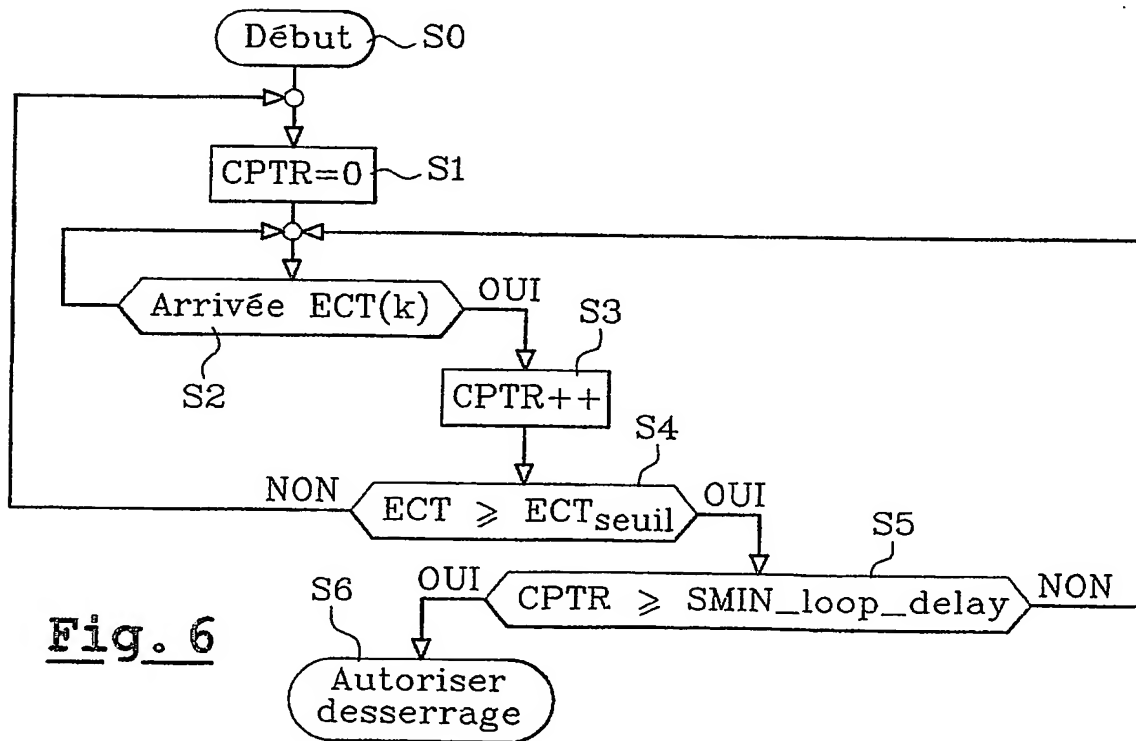 Début
S0
CPTR=0
S1
Arrivée ECT(k)
OUI
S2
S3
CPTR++
S4
NON
ECT ⩾ ECTseuil
OUI
S5
OUI
CPTR ⩾ SMIN_loop_delay
NON
S6
Fig. 6
Autoriser
desserrage